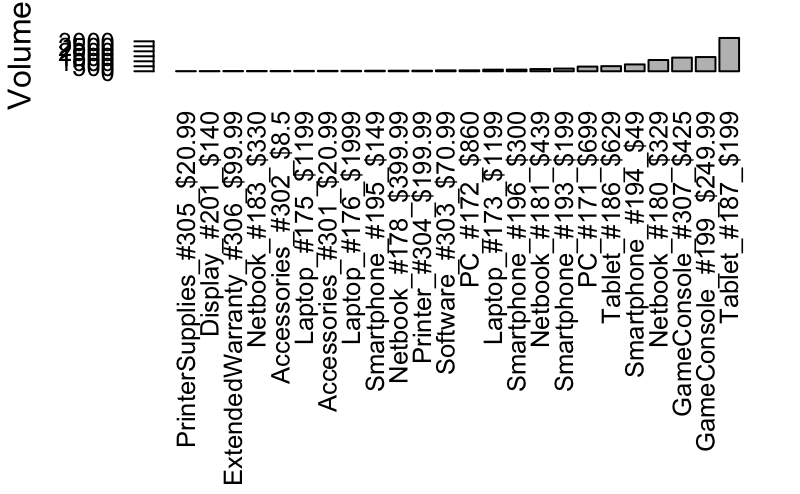 Volume
3000
0
PrinterSupplies_#305_$20.99
Display_#201_$140
ExtendedWarranty_#306_$99.99
Netbook_#183_$330
Accessories_#302_$8.5
Laptop_#175_$1199
Accessories_#301_$20.99
Laptop_#176_$1999
Smartphone_#195_$149
Netbook_#178_$399.99
Printer_#304_$199.99
Software_#303_$70.99
PC_#172_$860
Laptop_#173_$1199
Smartphone_#196_$300
Netbook_#181_$439
Smartphone_#193_$199
PC_#171_$699
Tablet_#186_$629
Smartphone_#194_$49
Netbook_#180_$329
GameConsole_#307_$425
GameConsole_#199_$249.99
Tablet_#187_$199